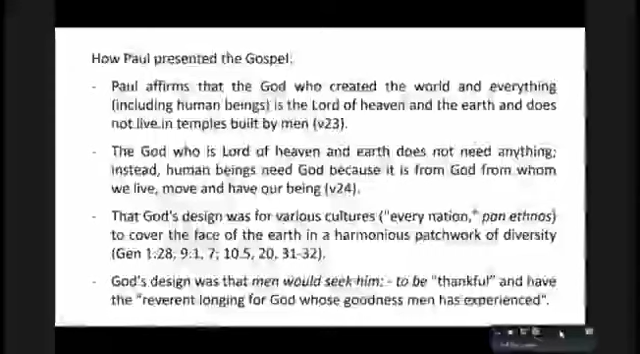 How Paul presented the Gospel:
- Paul affirms that the God who created the world and everything
(including human beings) is the Lord of heaven and the earth and does
not live in temples built by men (v23).
- The God who is Lord of heaven and earth does not need anything;
instead, human beings need God because it is from God from whom
we live, move and have our being (v24).
- That God's design was for various cultures ("every nation," pan ethnos)
to cover the face of the earth in a harmonious patchwork of diversity
(Gen 1:28; 9:1, 7; 10.5, 20, 31-32).
- God's design was that men would seek him; - to be "thankful" and have
the "reverent longing for God whose goodness men has experienced".